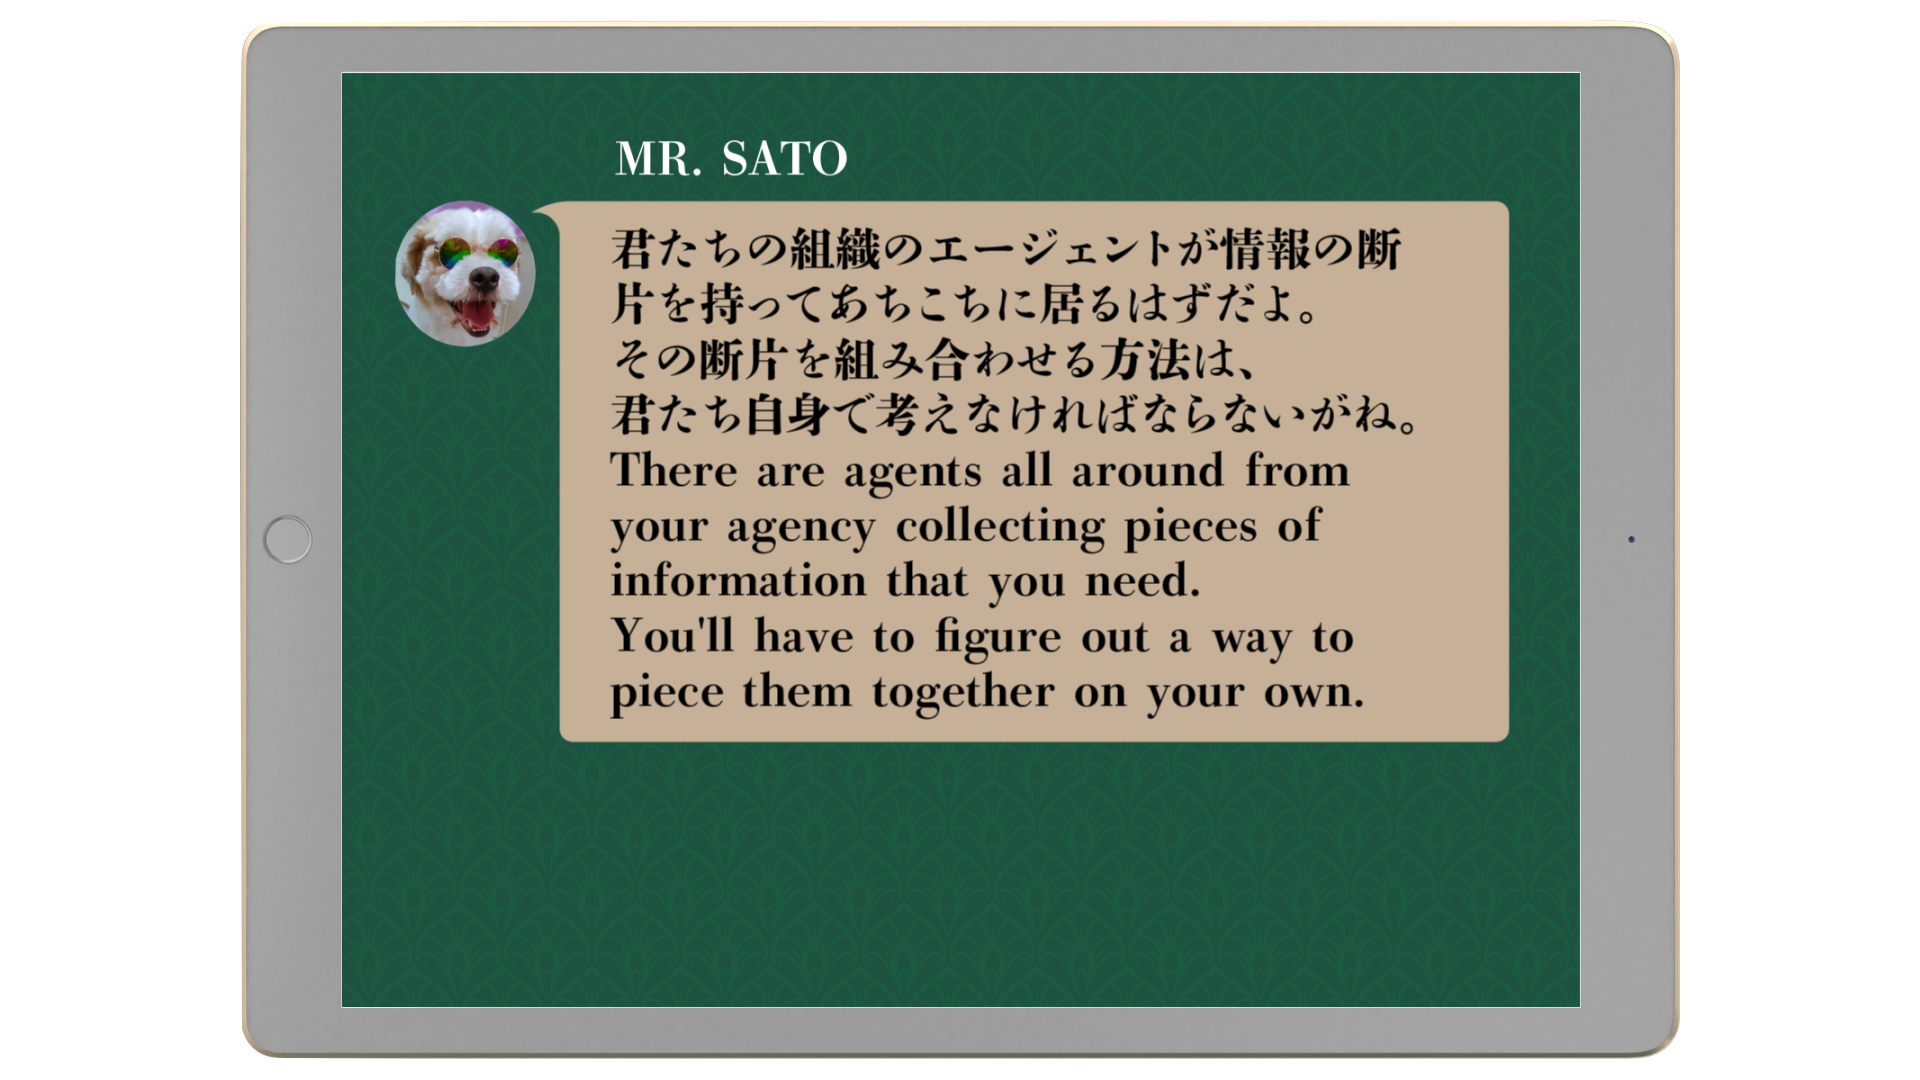 MR. SATO
君たちの組織のエージェントが情報の断
片を持ってあちこちに居るはずだよ。
その断片を組み合わせる方法は、
君たち自身で考えなければならないがね。
There are agents all around from
your agency collecting pieces of
information that you need.
You'll have to figure out a way to
piece them together on your own.